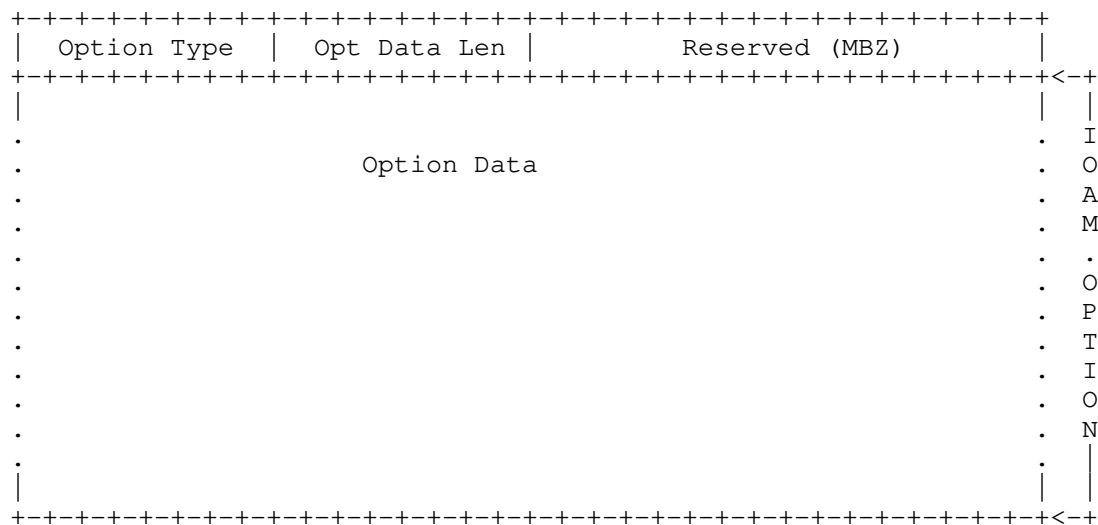 +-+-+-+-+-+-+-+-+-+-+-+-+-+-+-+-+-+-+-+-+-+-+-+-+-+-+-+-+-+-+-+-+
|  Option Type  |  Opt Data Len |         Reserved (MBZ)        |
+-+-+-+-+-+-+-+-+-+-+-+-+-+-+-+-+-+-+-+-+-+-+-+-+-+-+-+-+-+-+-+-+<-+
|                                                               |  |
.                                                               .  I
.                     Option Data                               .  O
.                                                               .  A
.                                                               .  M
.                                                               .  .
.                                                               .  O
.                                                               .  P
.                                                               .  T
.                                                               .  I
.                                                               .  O
.                                                               .  N
.                                                               .  |
|                                                               |  |
+-+-+-+-+-+-+-+-+-+-+-+-+-+-+-+-+-+-+-+-+-+-+-+-+-+-+-+-+-+-+-+-+<-+